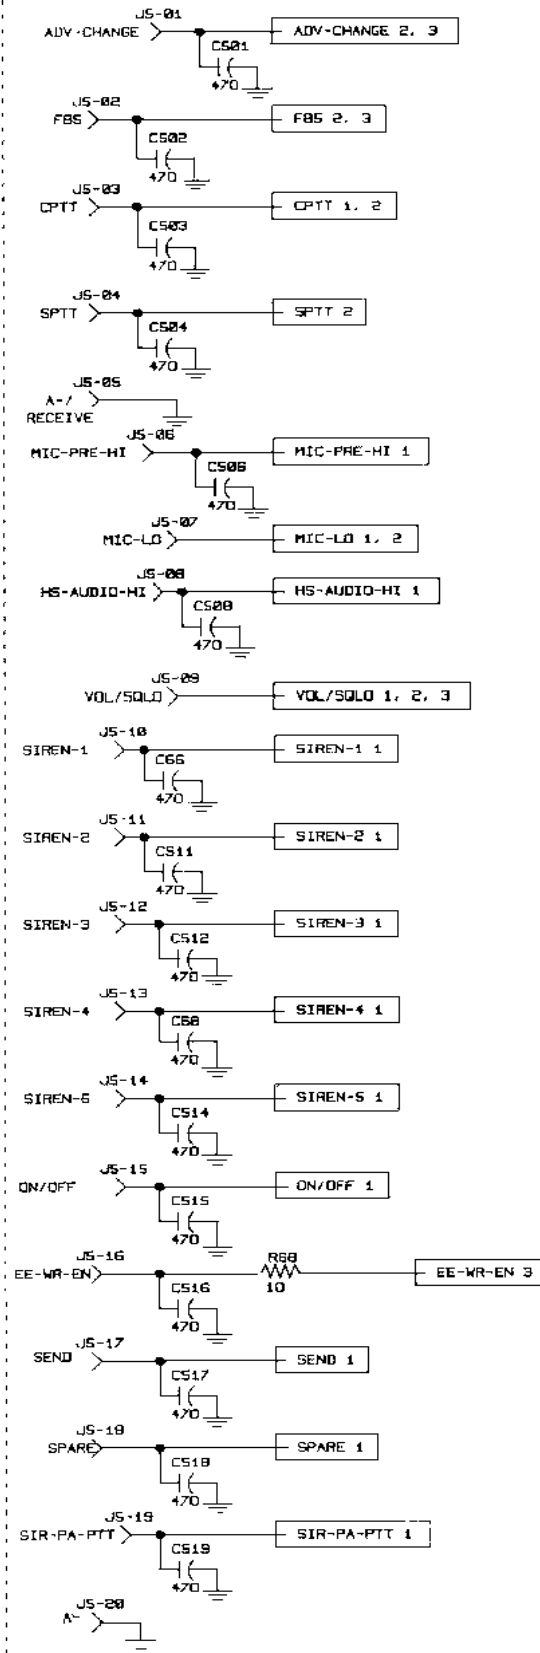 J5-01
ADV-CHANGE
ADV-CHANGE 2, 3
C501
470
J5-02
FBS
FBS 2, 3
C502
470
J5-03
CPTT
CPTT 1, 2
C503
470
J5-04
SPTT
SPTT 2
C504
470
J5-05
A-/
RECEIVE
J5-06
MIC-PRE-HI
MIC-PRE-HI 1
C506
470
J5-07
MIC-LO
MIC-LO 1, 2
J5-08
HS-AUDIO-HI
HS-AUDIO-HI 1
C508
470
J5-09
VOL/SQLO
VOL/SQLO 1, 2, 3
J5-10
SIREN-1
SIREN-1 1
C66
470
J5-11
SIREN-2
SIREN-2 1
C511
470
J5-12
SIREN-3
SIREN-3 1
C512
470
J5-13
SIREN-4
SIREN-4 1
C68
470
J5-14
SIREN-5
SIREN-5 1
C514
470
J5-15
ON/OFF
ON/OFF 1
C515
470
J5-16
EE-WR-EN
R68
10
EE-WR-EN 3
C516
470
J5-17
SEND
SEND 1
C517
470
J5-18
SPARE
SPARE 1
C518
470
J5-19
SIR-PA-PTT
SIR-PA-PTT 1
C519
470
J5-20
A-